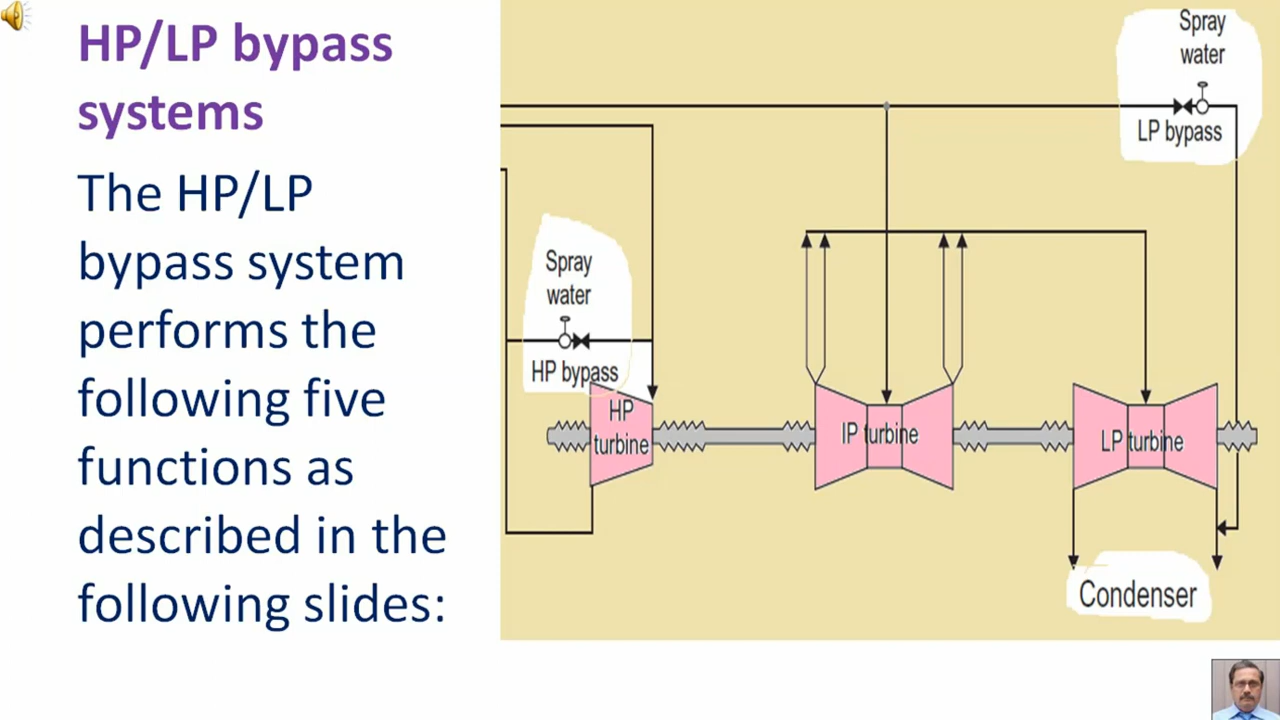 HP/LP bypass
systems
The HP/LP
bypass system
performs the
following five
functions as
described in the
following slides:
Spray
water
LP bypass
Spray
water
HP bypass
HP
turbine
IP turbine
LP turbine
Condenser